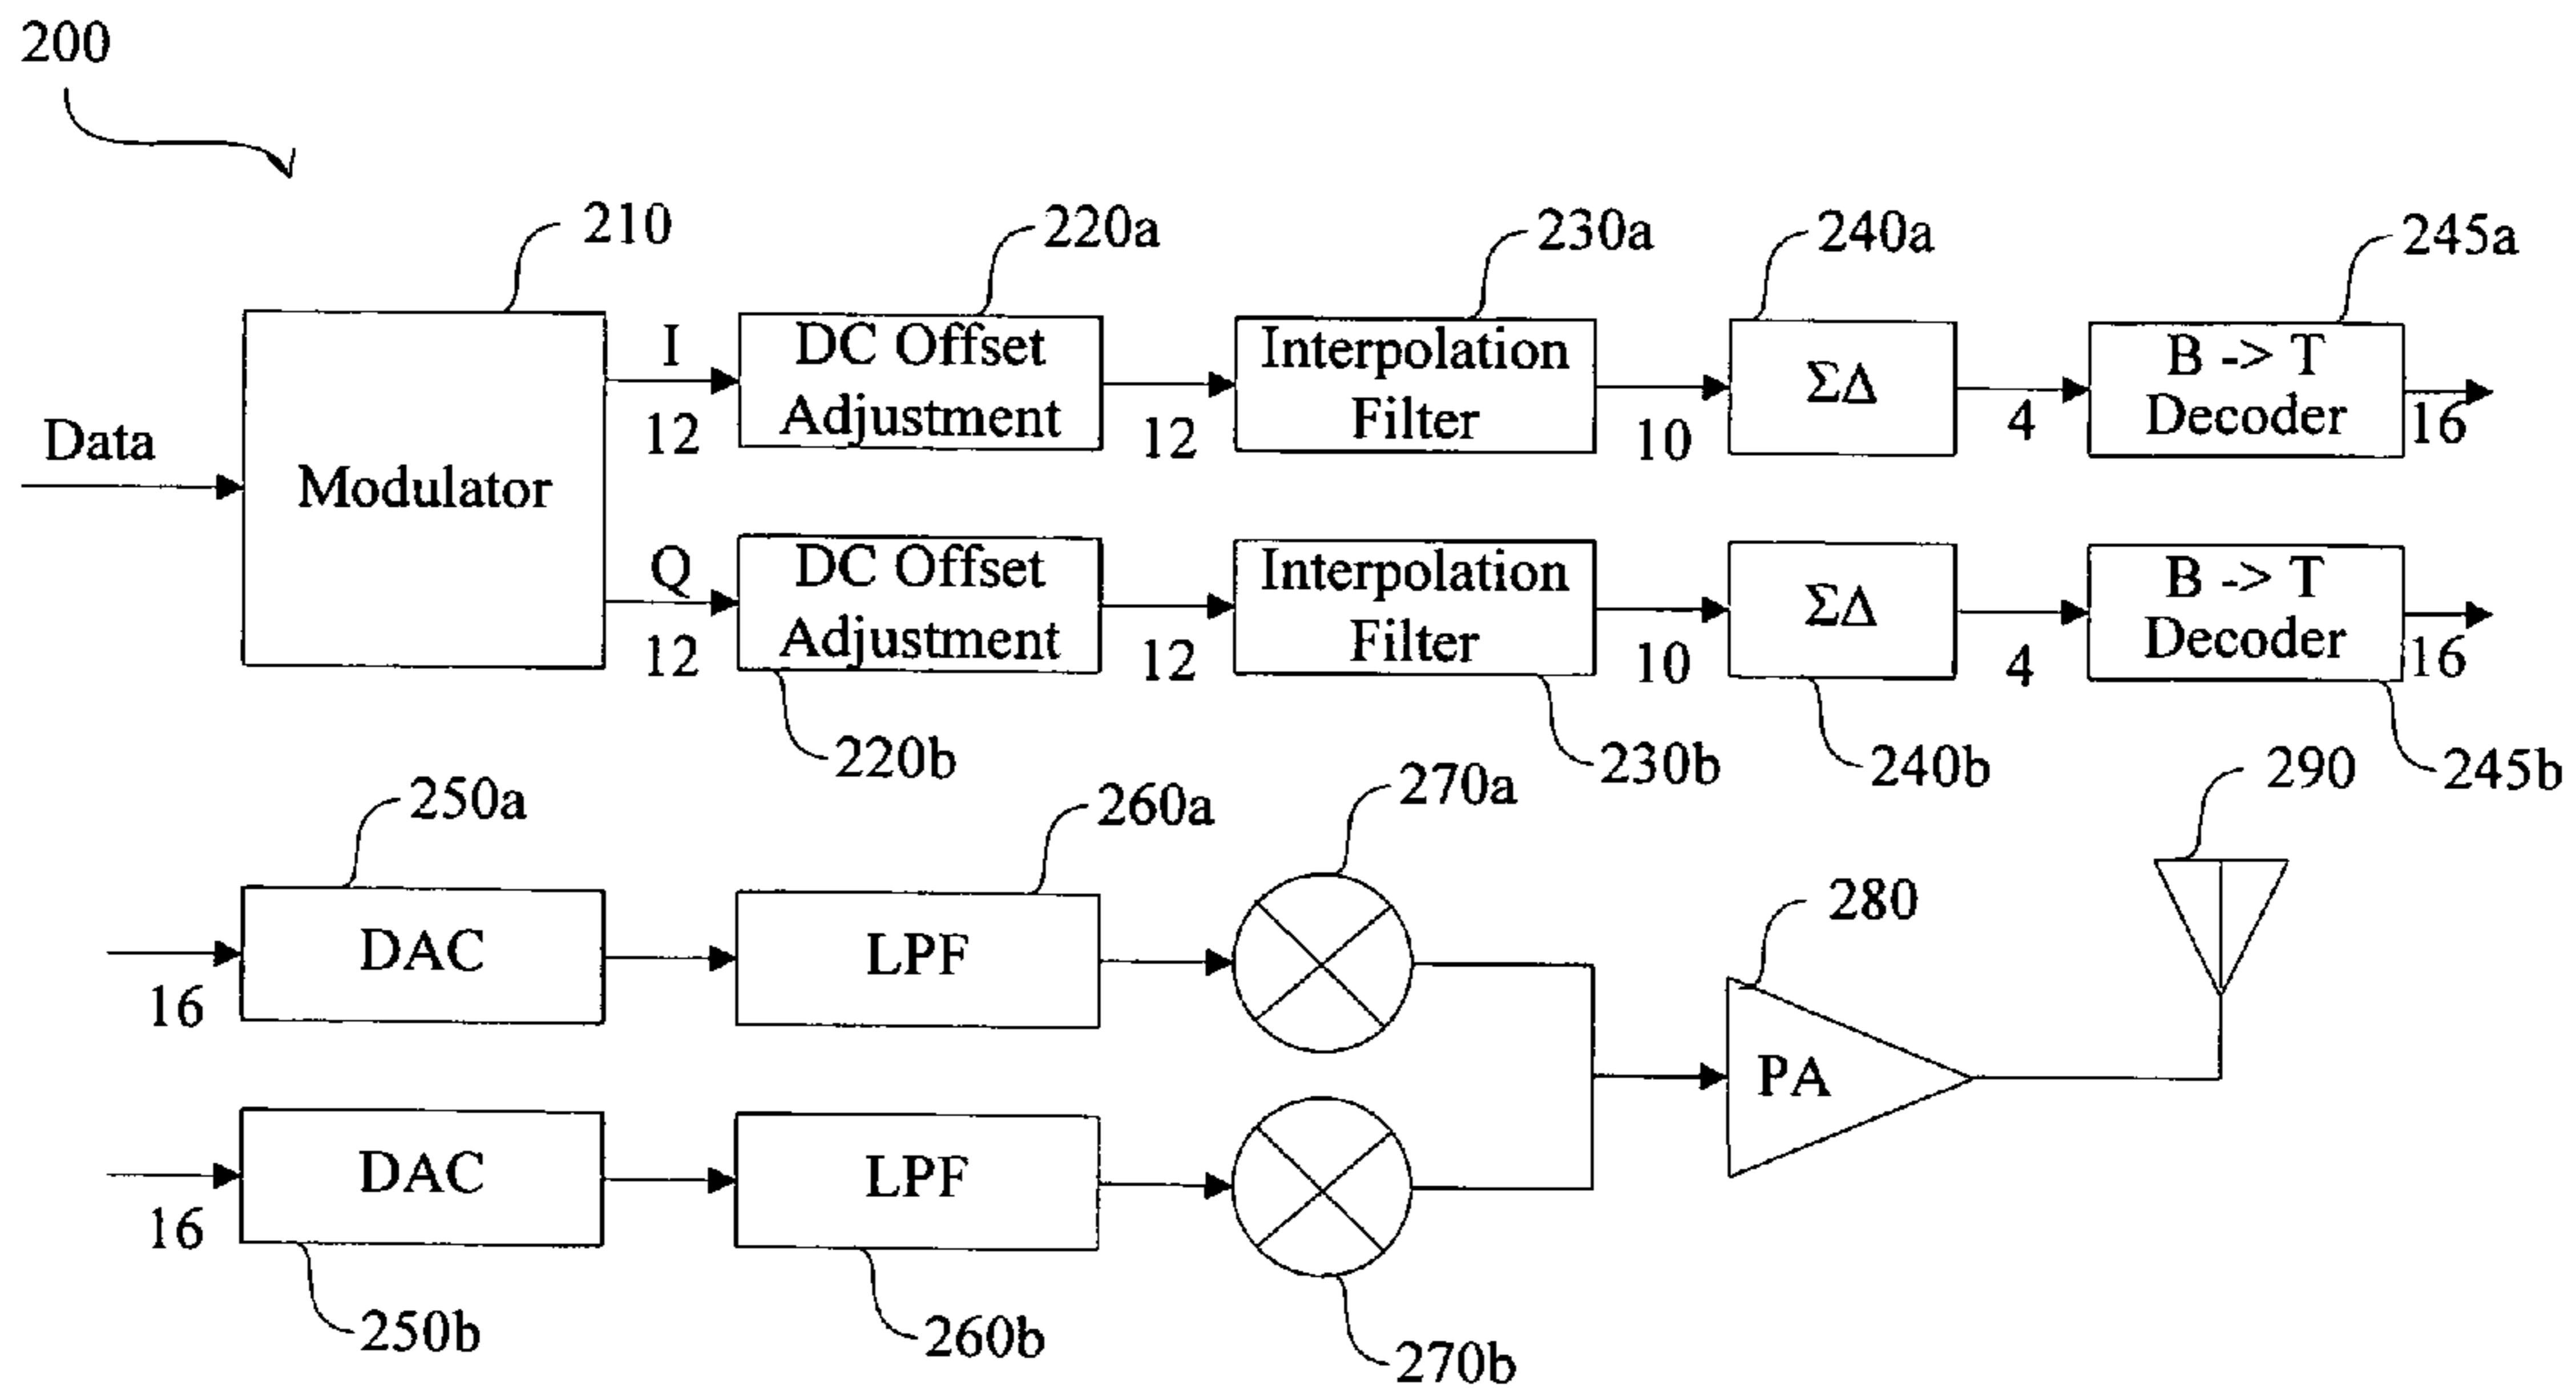 200
210
220a
230a
240a
245a
Data
Modulator
I
12
DC Offset
Adjustment
12
Interpolation
Filter
10
ΣΔ
4
B -> T
Decoder
16
Q
12
DC Offset
Adjustment
12
Interpolation
Filter
10
ΣΔ
4
B -> T
Decoder
16
220b
230b
240b
245b
250a
260a
270a
280
290
16
DAC
LPF
PA
16
DAC
LPF
250b
260b
270b